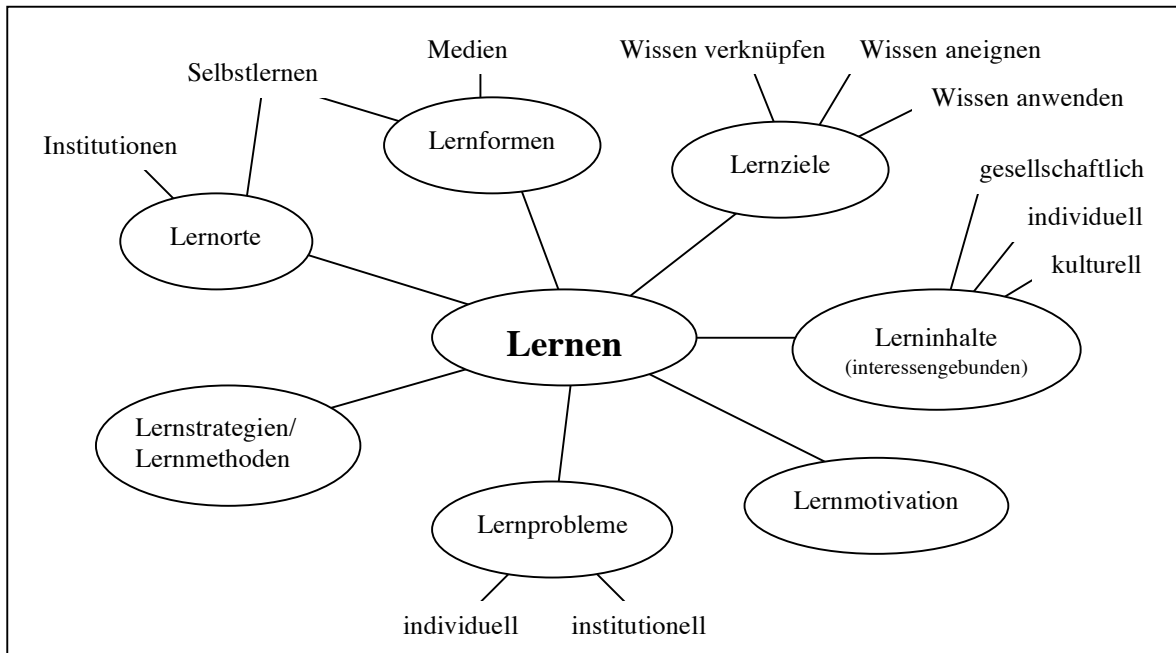 Medien
Wissen verknüpfen
Wissen aneignen
Selbstlernen
Wissen anwenden
Institutionen
Lernformen
Lernziele
gesellschaftlich
individuell
Lernorte
kulturell
Lernen
Lerninhalte
(interessengebunden)
Lernstrategien/
Lernmethoden
Lernmotivation
Lernprobleme
individuell
institutionell